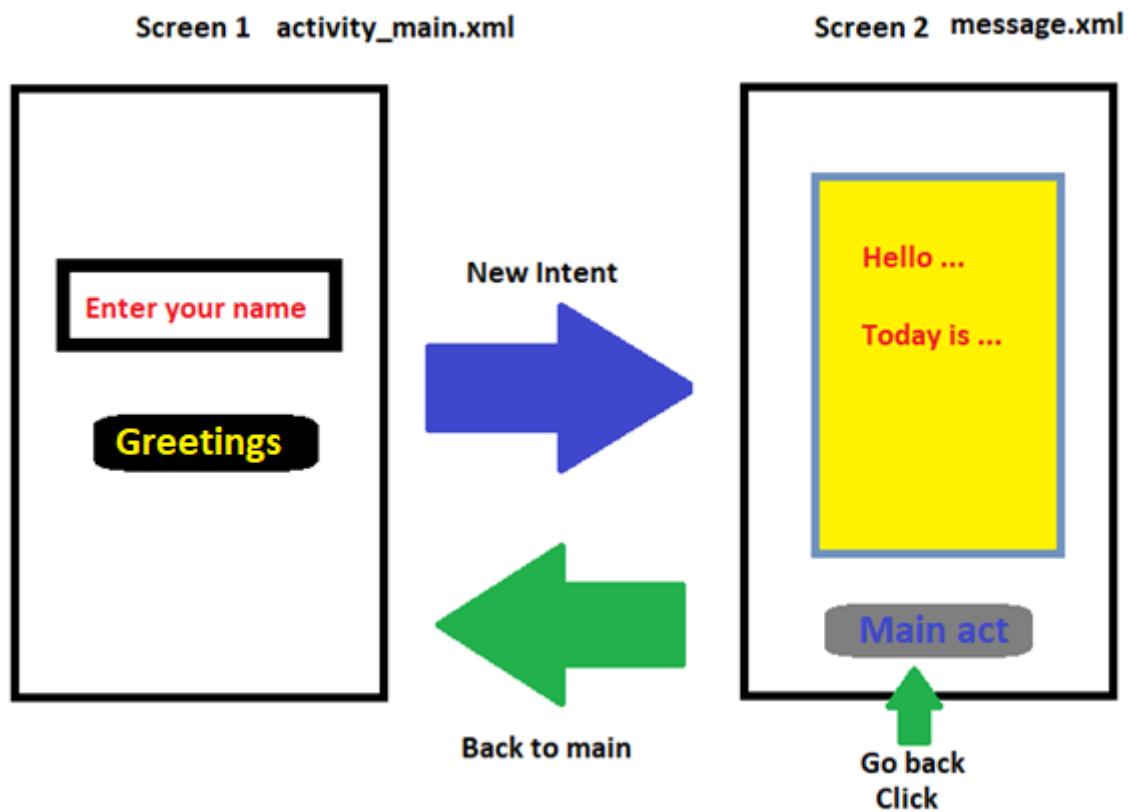 Screen 1 activity_main.xml
Screen 2 message.xml
Enter your name
Greetings
New Intent
Hello ...
Today is ...
Main act
Back to main
Go back
Click